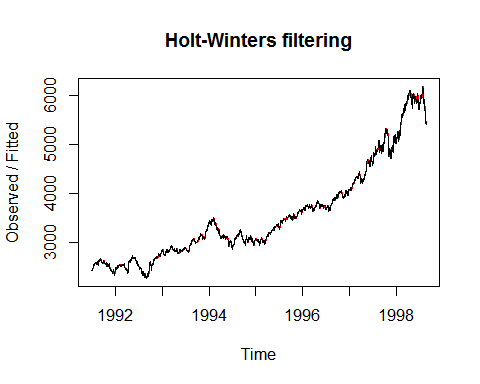 Holt-Winters filtering
Observed / Fitted
6000
5000
4000
3000
1992 1994 1996 1998
Time